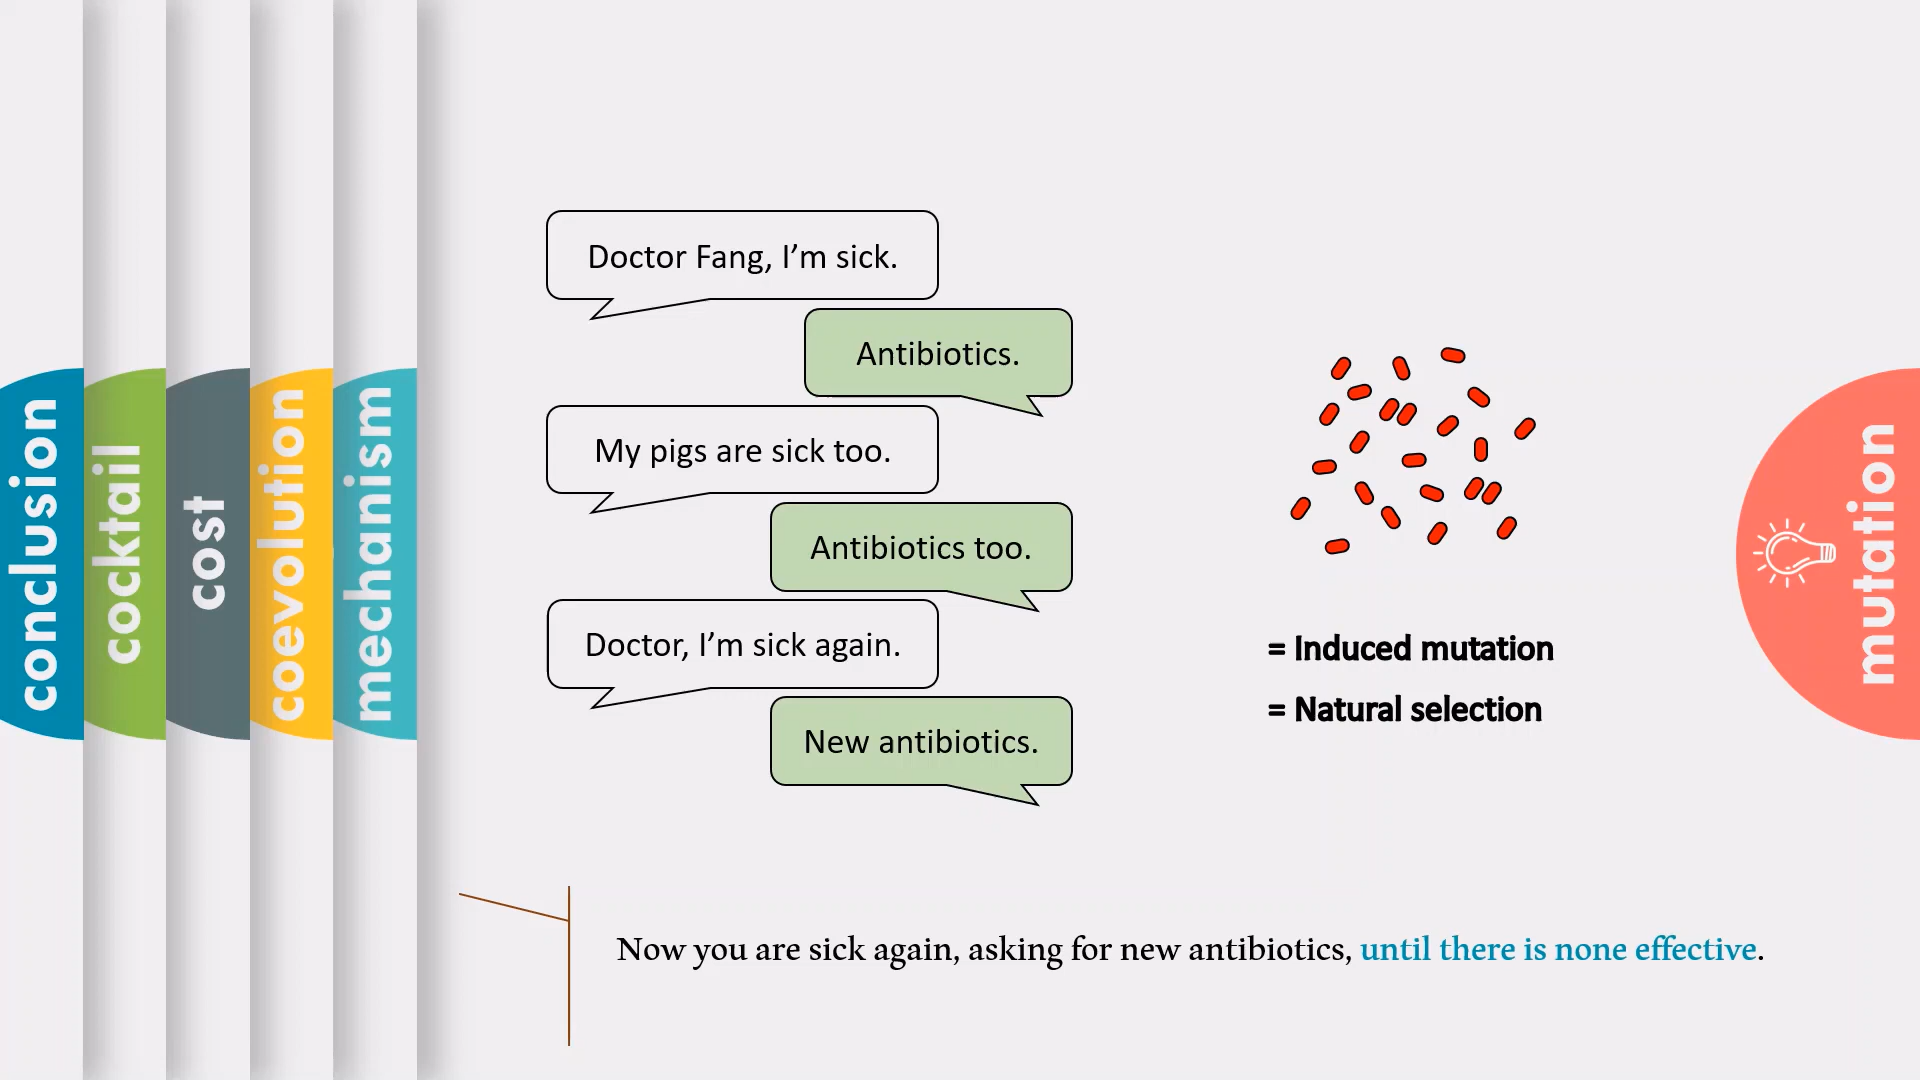 conclusion
cocktail
cost
coevolution
mechanism
Doctor Fang, I’m sick.
Antibiotics.
My pigs are sick too.
Antibiotics too.
Doctor, I’m sick again.
New antibiotics.
= Induced mutation
= Natural selection
mutation
Now you are sick again, asking for new antibiotics, until there is none effective.